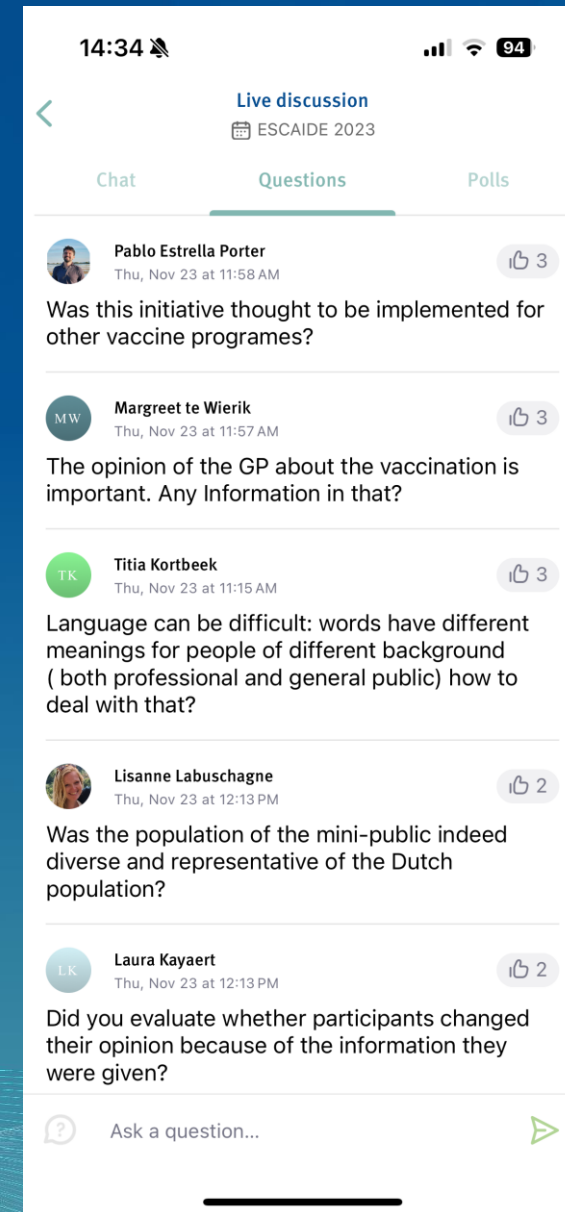 14:34
94
Live discussion
ESCAIDE 2023
Chat Questions Polls
Pablo Estrella Porter
Thu, Nov 23 at 11:58 AM
3
Was this initiative thought to be implemented for
other vaccine programes?
MW
Margreet te Wierik
Thu, Nov 23 at 11:57 AM
3
The opinion of the GP about the vaccination is
important. Any Information in that?
TK
Titia Kortbeek
Thu, Nov 23 at 11:15 AM
3
Language can be difficult: words have different
meanings for people of different background
( both professional and general public) how to
deal with that?
Lisanne Labuschagne
Thu, Nov 23 at 12:13 PM
2
Was the population of the mini-public indeed
diverse and representative of the Dutch
population?
LK
Laura Kayaert
Thu, Nov 23 at 12:13 PM
2
Did you evaluate whether participants changed
their opinion because of the information they
were given?
?
Ask a question...